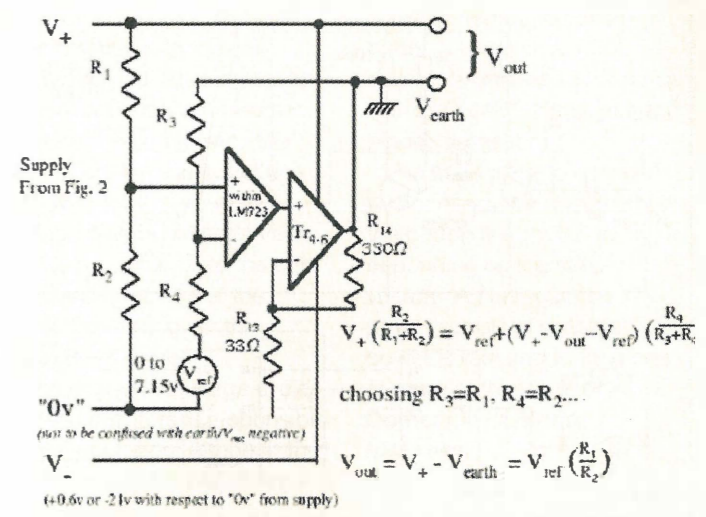 V+
R1
R3
Vout
Vearth
Supply
From Fig. 2
+
within
LM723
-
+
Tr4-6
-
R14
330Ω
R2
R4
R13
33Ω
0 to
7.15v
Vref
"0v"
(not to be confused with earth/Vout negative)
V-
(+0.6v or -21v with respect to "0v" from supply)
V+ (R2/R1+R2) = Vref+(V+-Vout-Vref) (R4/R3+R
choosing R3=R1, R4=R2...
Vout = V+ - Vearth = Vref (R1/R2)